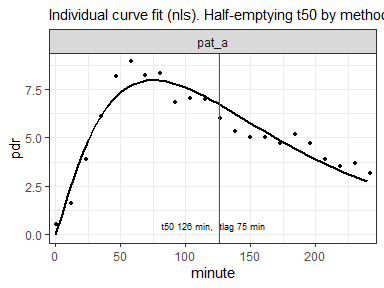 Individual curve fit (nls). Half-emptying t50 by metho
pat_a
7.5
5.0
2.5
0.0
pdr
t50 126 min, tlag 75 min
0
50
100
150
200
minute